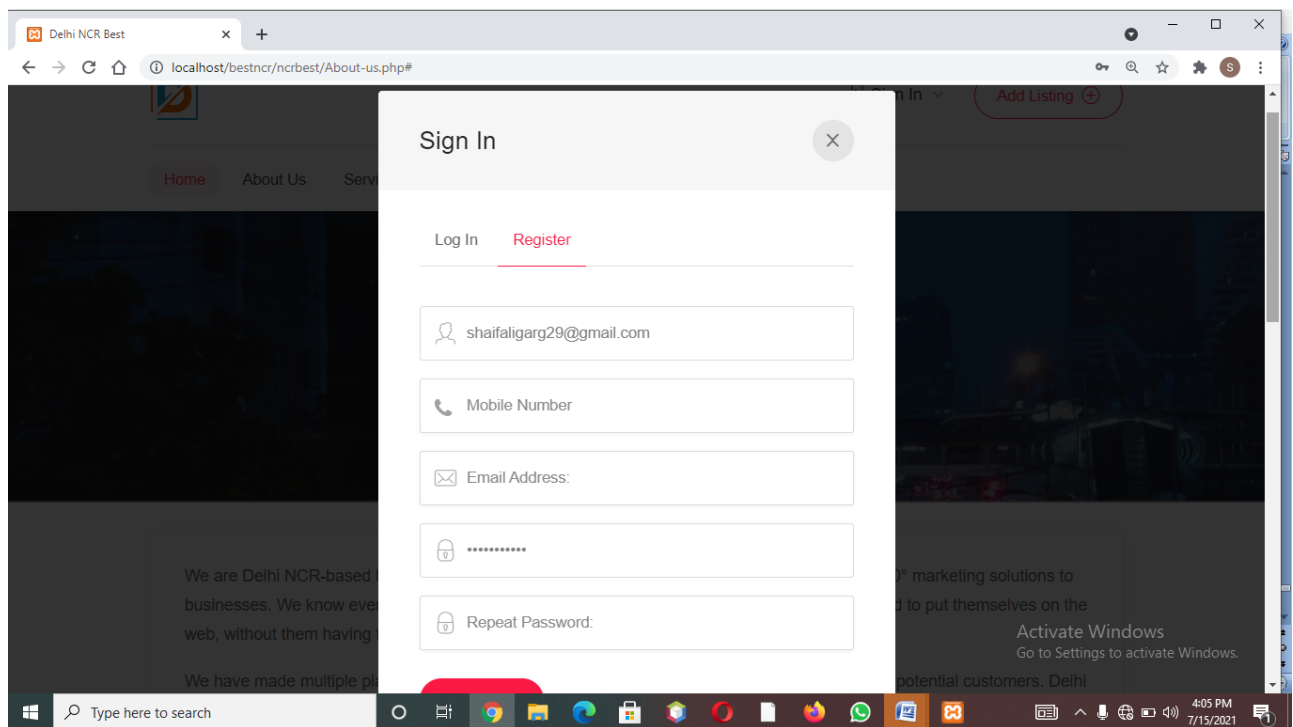 Delhi NCR Best
localhost/bestncr/ncrbest/About-us.php#
S
Add Listing
Sign In
Home About Us
Log In Register
shaifaligarg29@gmail.com
Mobile Number
Email Address:
•••••••••••
Repeat Password:
We are Delhi NCR-based
marketing solutions to
businesses. We know
to put themselves on the
web, without them having
We have made multiple
potential customers. Delhi
Activate Windows
Go to Settings to activate Windows.
Type here to search
4:05 PM
7/15/2021
1